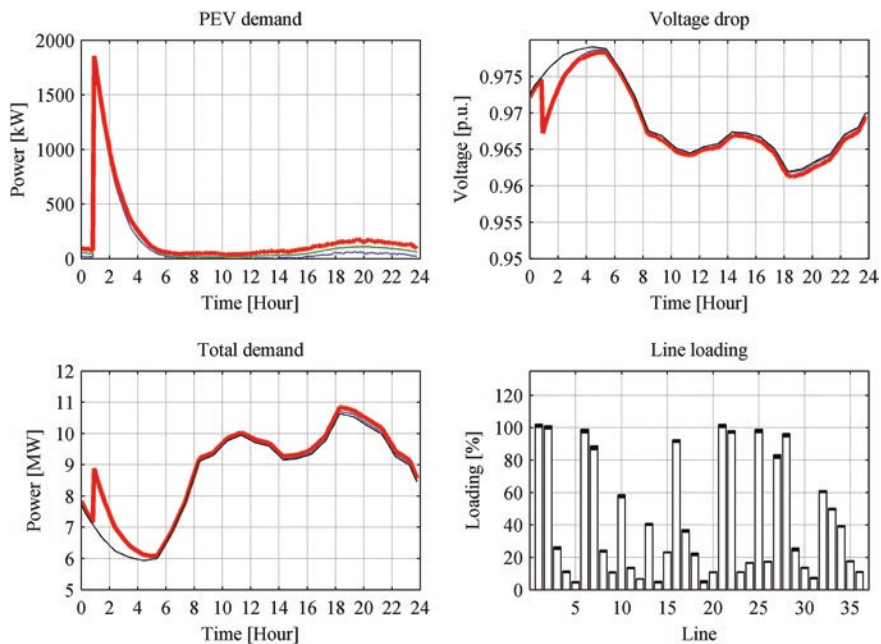 PEV demand
2000
1500
1000
500
0
Power [kW]
0 2 4 6 8 10 12 14 16 18 20 22 24
Time [Hour]
Voltage drop
0.975
0.97
0.965
0.96
0.95
Voltage [p.u.]
0 2 4 6 8 10 12 14 16 18 20 22 24
Time [Hour]
Total demand
12
11
10
9
8
7
6
5
Power [MW]
0 2 4 6 8 10 12 14 16 18 20 22 24
Time [Hour]
Line loading
120
100
80
60
40
20
0
Loading [%]
5 10 15 20 25 30 35
Line